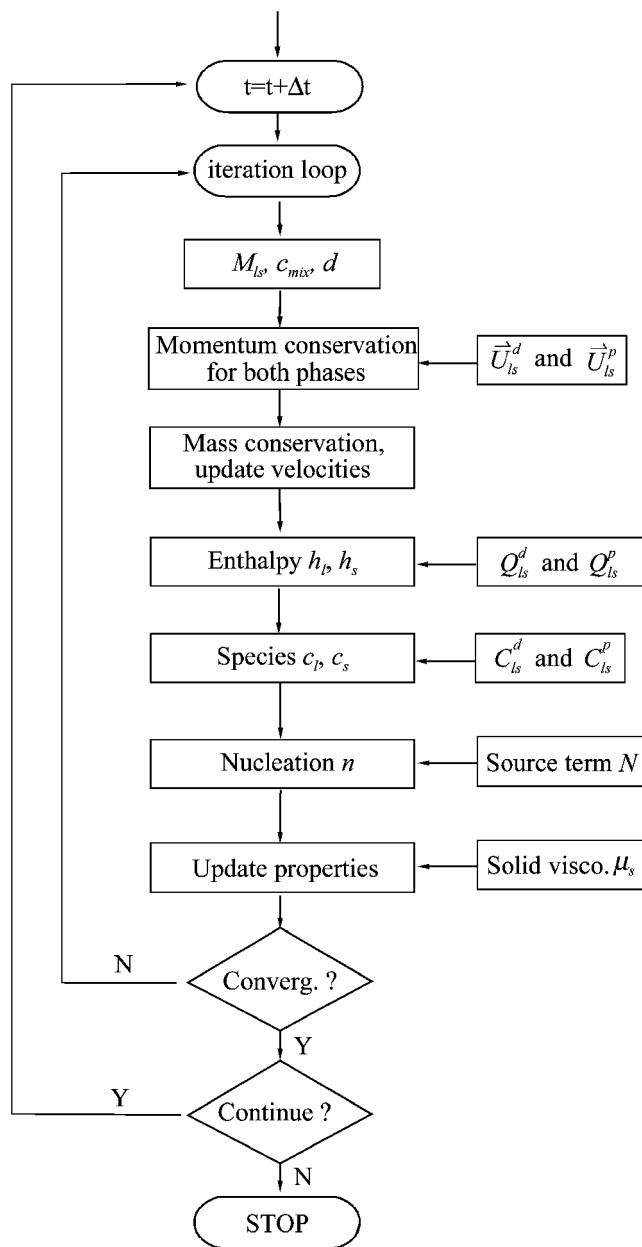 t=t+Δt
iteration loop
M_ls, c_mix, d
Momentum conservation
for both phases
U⃗_ls^d and U⃗_ls^p
Mass conservation,
update velocities
Enthalpy h_l, h_s
Q_ls^d and Q_ls^p
Species c_l, c_s
C_ls^d and C_ls^p
Nucleation n
Source term N
Update properties
Solid visco. μ_s
N
Converg. ?
Y
Y
Continue ?
N
STOP